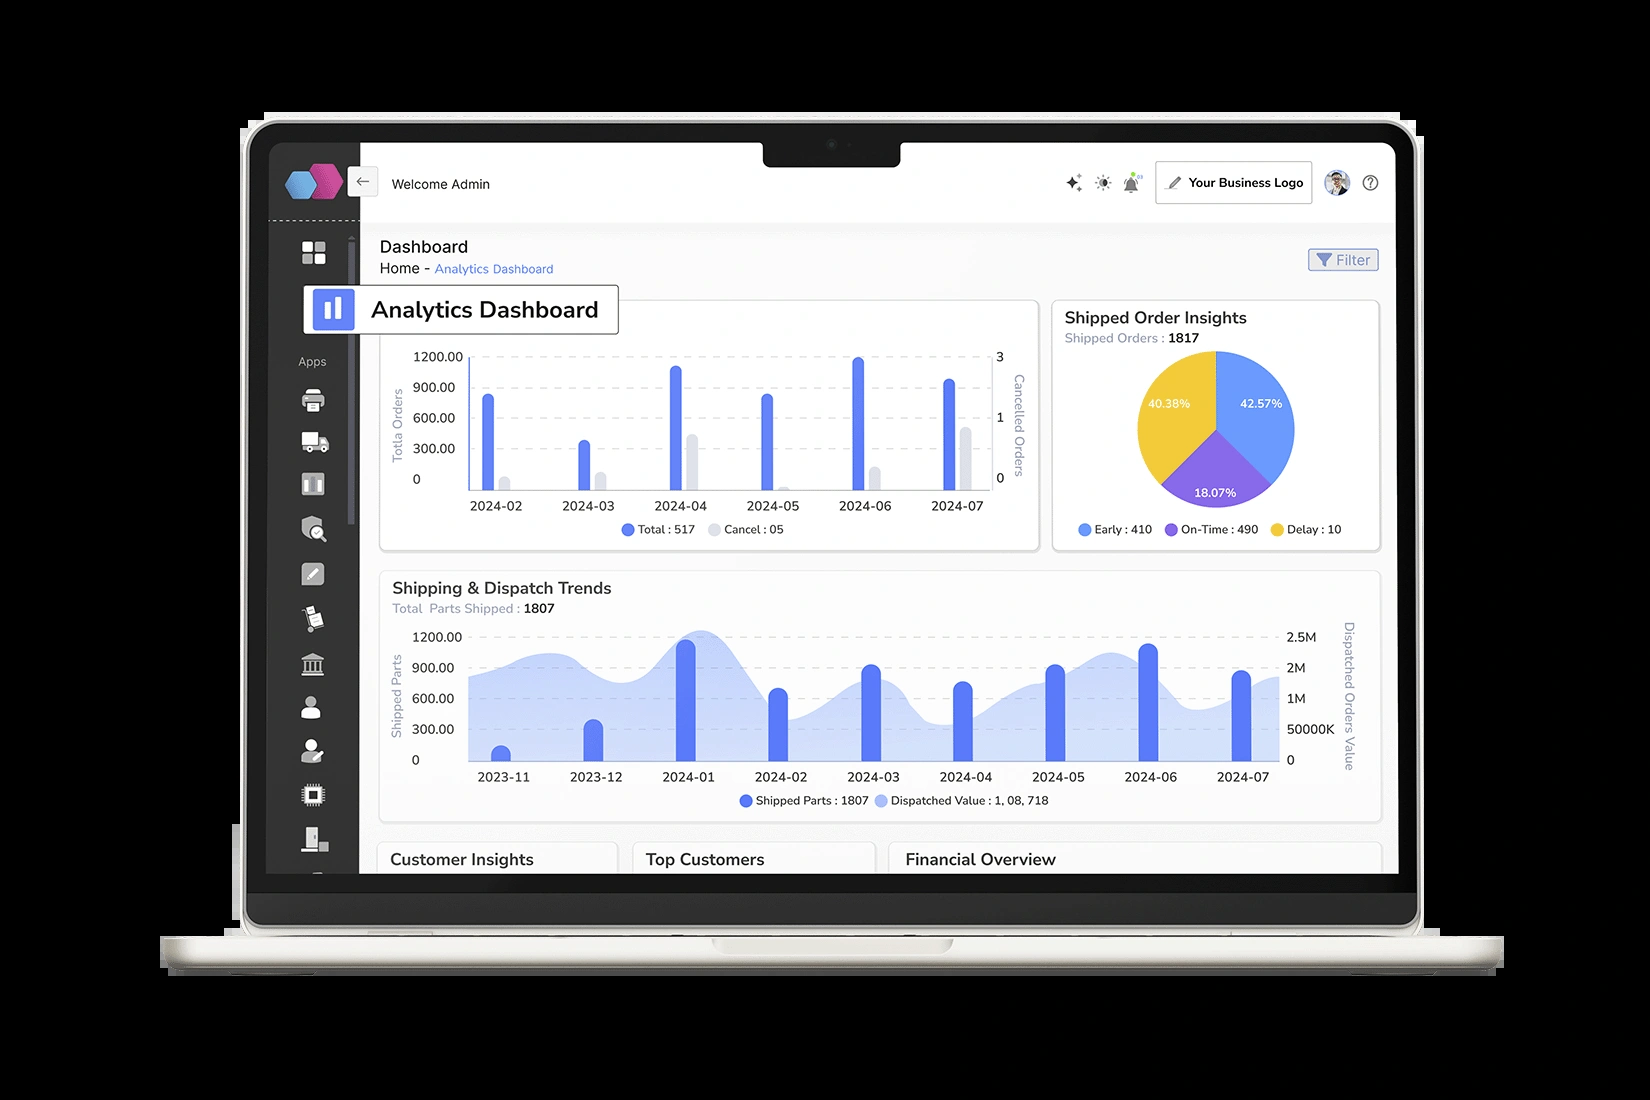 Welcome Admin
Your Business Logo
Dashboard
Home - Analytics Dashboard
Filter
Analytics Dashboard
Apps
1200.00
900.00
600.00
300.00
0
Totla Orders
3
1
0
Cancelled Orders
2024-02 2024-03 2024-04 2024-05 2024-06 2024-07
Total : 517 Cancel : 05
Shipped Order Insights
Shipped Orders : 1817
40.38% 42.57%
18.07%
Early : 410 On-Time : 490 Delay : 10
Shipping & Dispatch Trends
Total Parts Shipped : 1807
1200.00
900.00
600.00
300.00
0
Shipped Parts
2.5M
2M
1M
50000K
0
Dispatched Orders Value
2023-11 2023-12 2024-01 2024-02 2024-03 2024-04 2024-05 2024-06 2024-07
Shipped Parts : 1807 Dispatched Value : 1, 08, 718
Customer Insights
Top Customers
Financial Overview